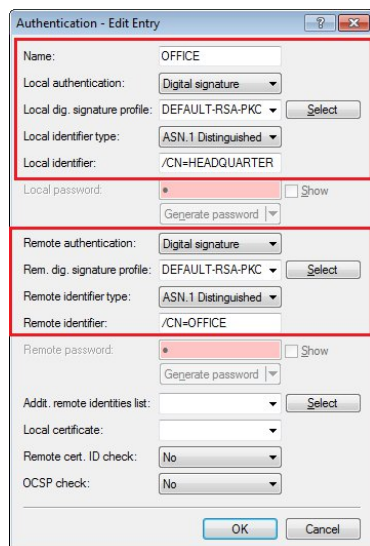 Authentication - Edit Entry
Name: OFFICE
Local authentication: Digital signature
Local dig. signature profile: DEFAULT-RSA-PKC Select
Local identifier type: ASN.1 Distinguished
Local identifier: /CN=HEADQUARTER
Local password: Show
Generate password
Remote authentication: Digital signature
Rem. dig. signature profile: DEFAULT-RSA-PKC Select
Remote identifier type: ASN.1 Distinguished
Remote identifier: /CN=OFFICE
Remote password: Show
Generate password
Addit. remote identities list: Select
Local certificate:
Remote cert. ID check: No
OCSP check: No
OK Cancel